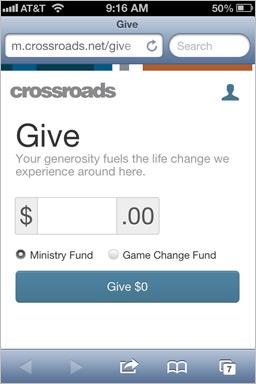 AT&T 9:16 AM 50%
Give
m.crossroads.net/give Search
crossroads
Give
Your generosity fuels the life change we
experience around here.
$ .00
Ministry Fund Game Change Fund
Give $0
7